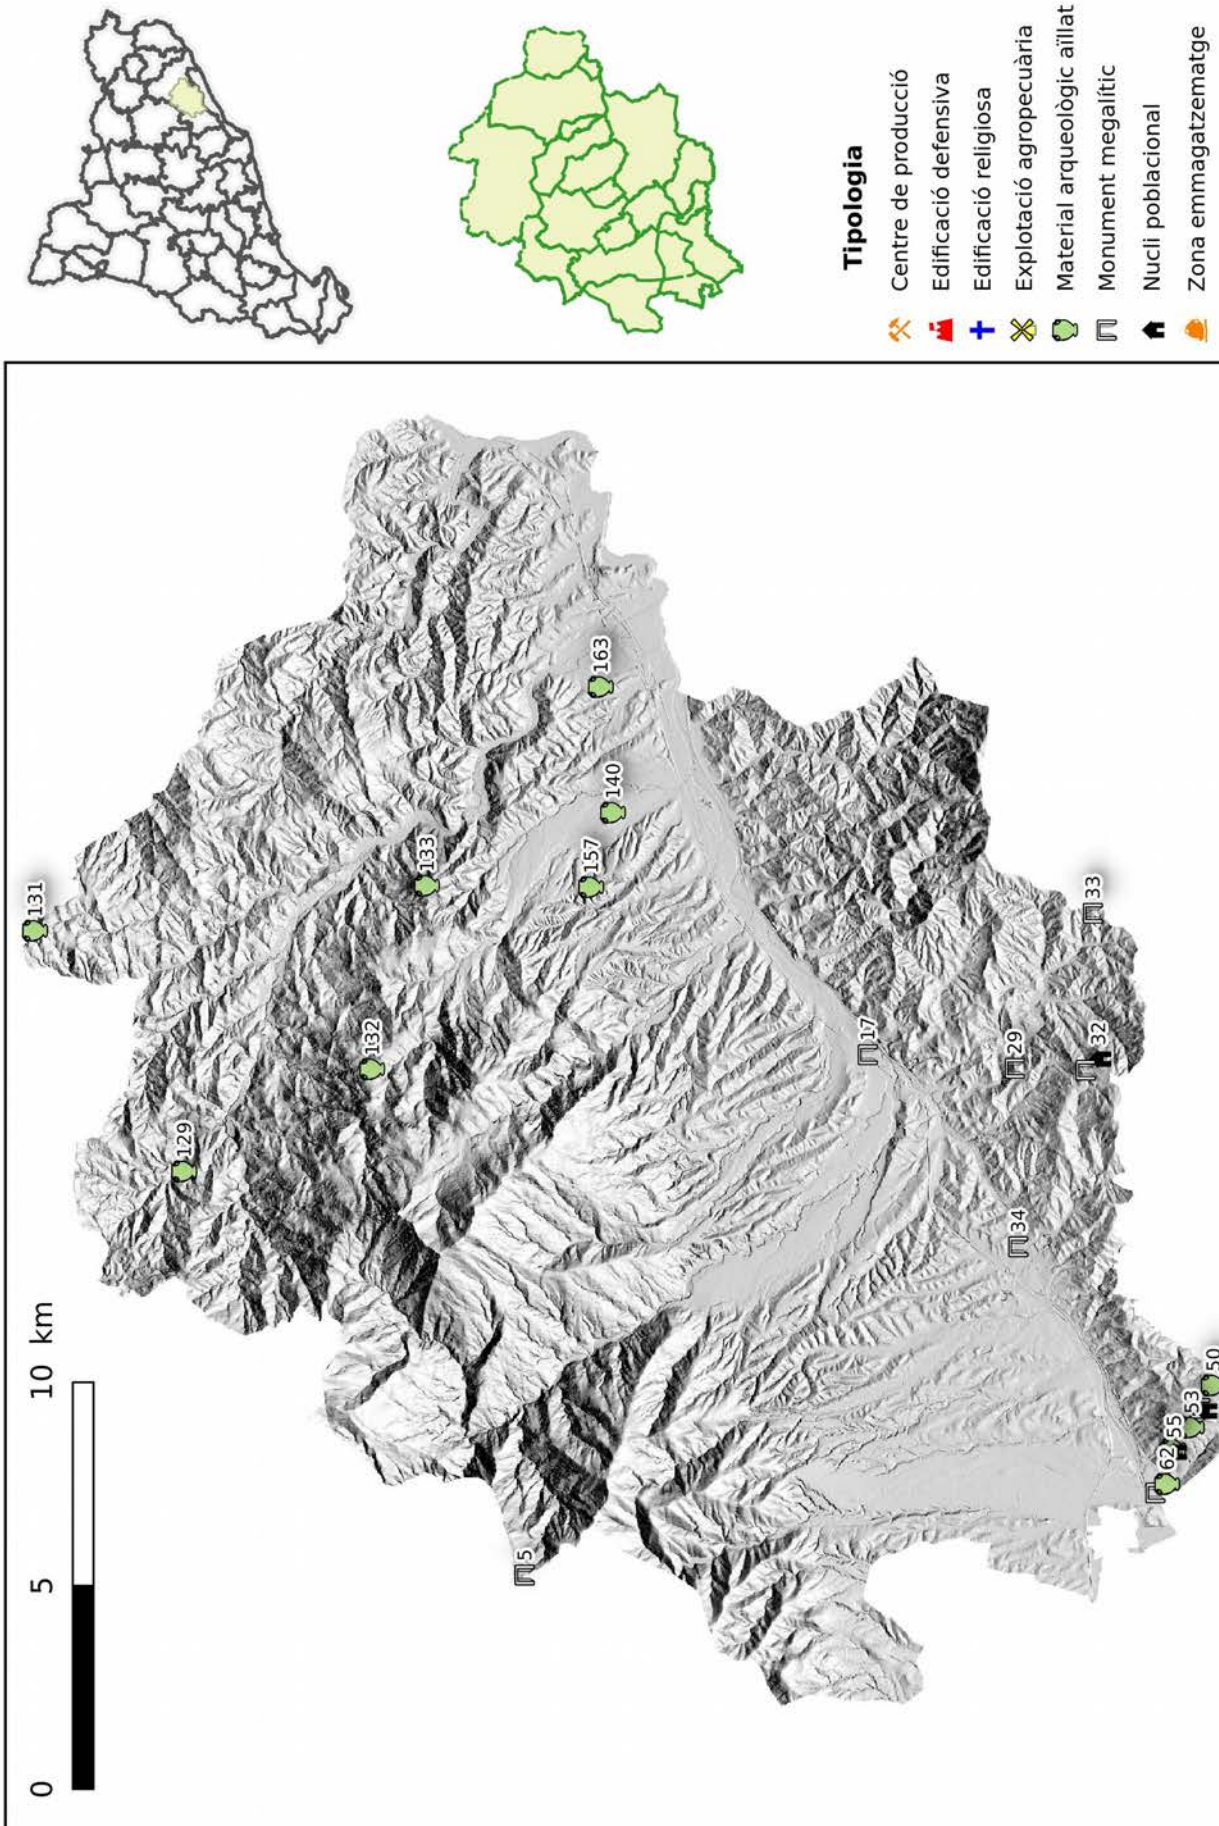 Tipologia
Centre de producció
Edificació defensiva
Edificació religiosa
Explotació agropecuària
Material arqueològic aïllat
Monument megalític
Nucli poblacional
Zona emmagatzematge
0 5 10 km
131
129
132
133
163
140
157
17
33
29
32
34
5
50
53
55
62